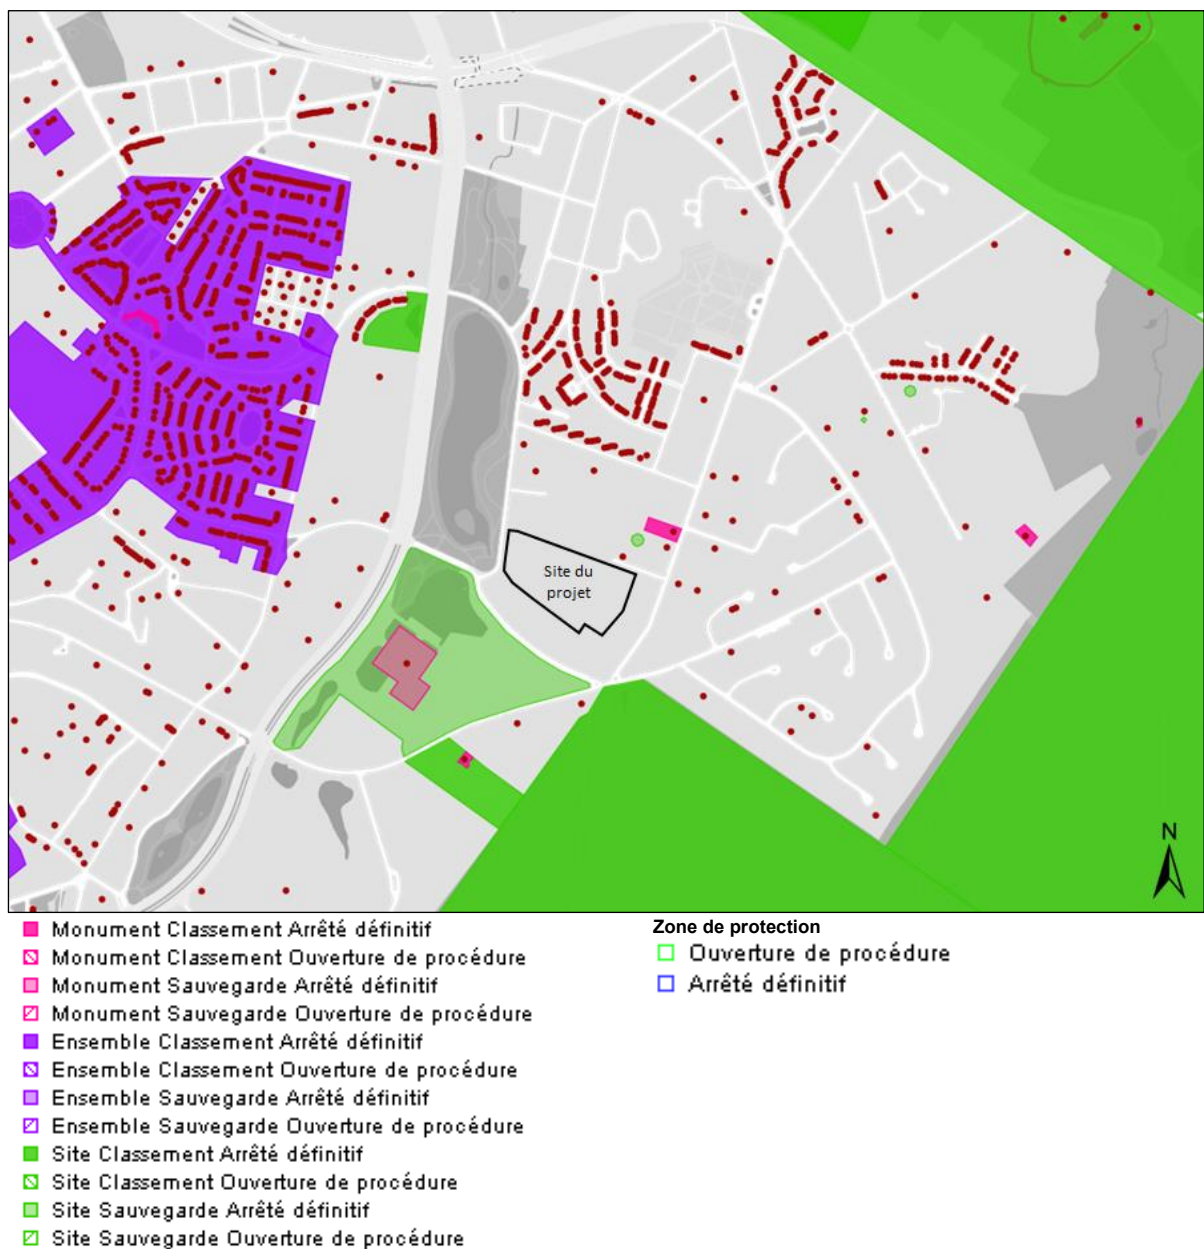 Site du
projet
N
Monument Classement Arrêté définitif
Monument Classement Ouverture de procédure
Monument Sauvegarde Arrêté définitif
Monument Sauvegarde Ouverture de procédure
Ensemble Classement Arrêté définitif
Ensemble Classement Ouverture de procédure
Ensemble Sauvegarde Arrêté définitif
Ensemble Sauvegarde Ouverture de procédure
Site Classement Arrêté définitif
Site Classement Ouverture de procédure
Site Sauvegarde Arrêté définitif
Site Sauvegarde Ouverture de procédure
Zone de protection
Ouverture de procédure
Arrêté définitif